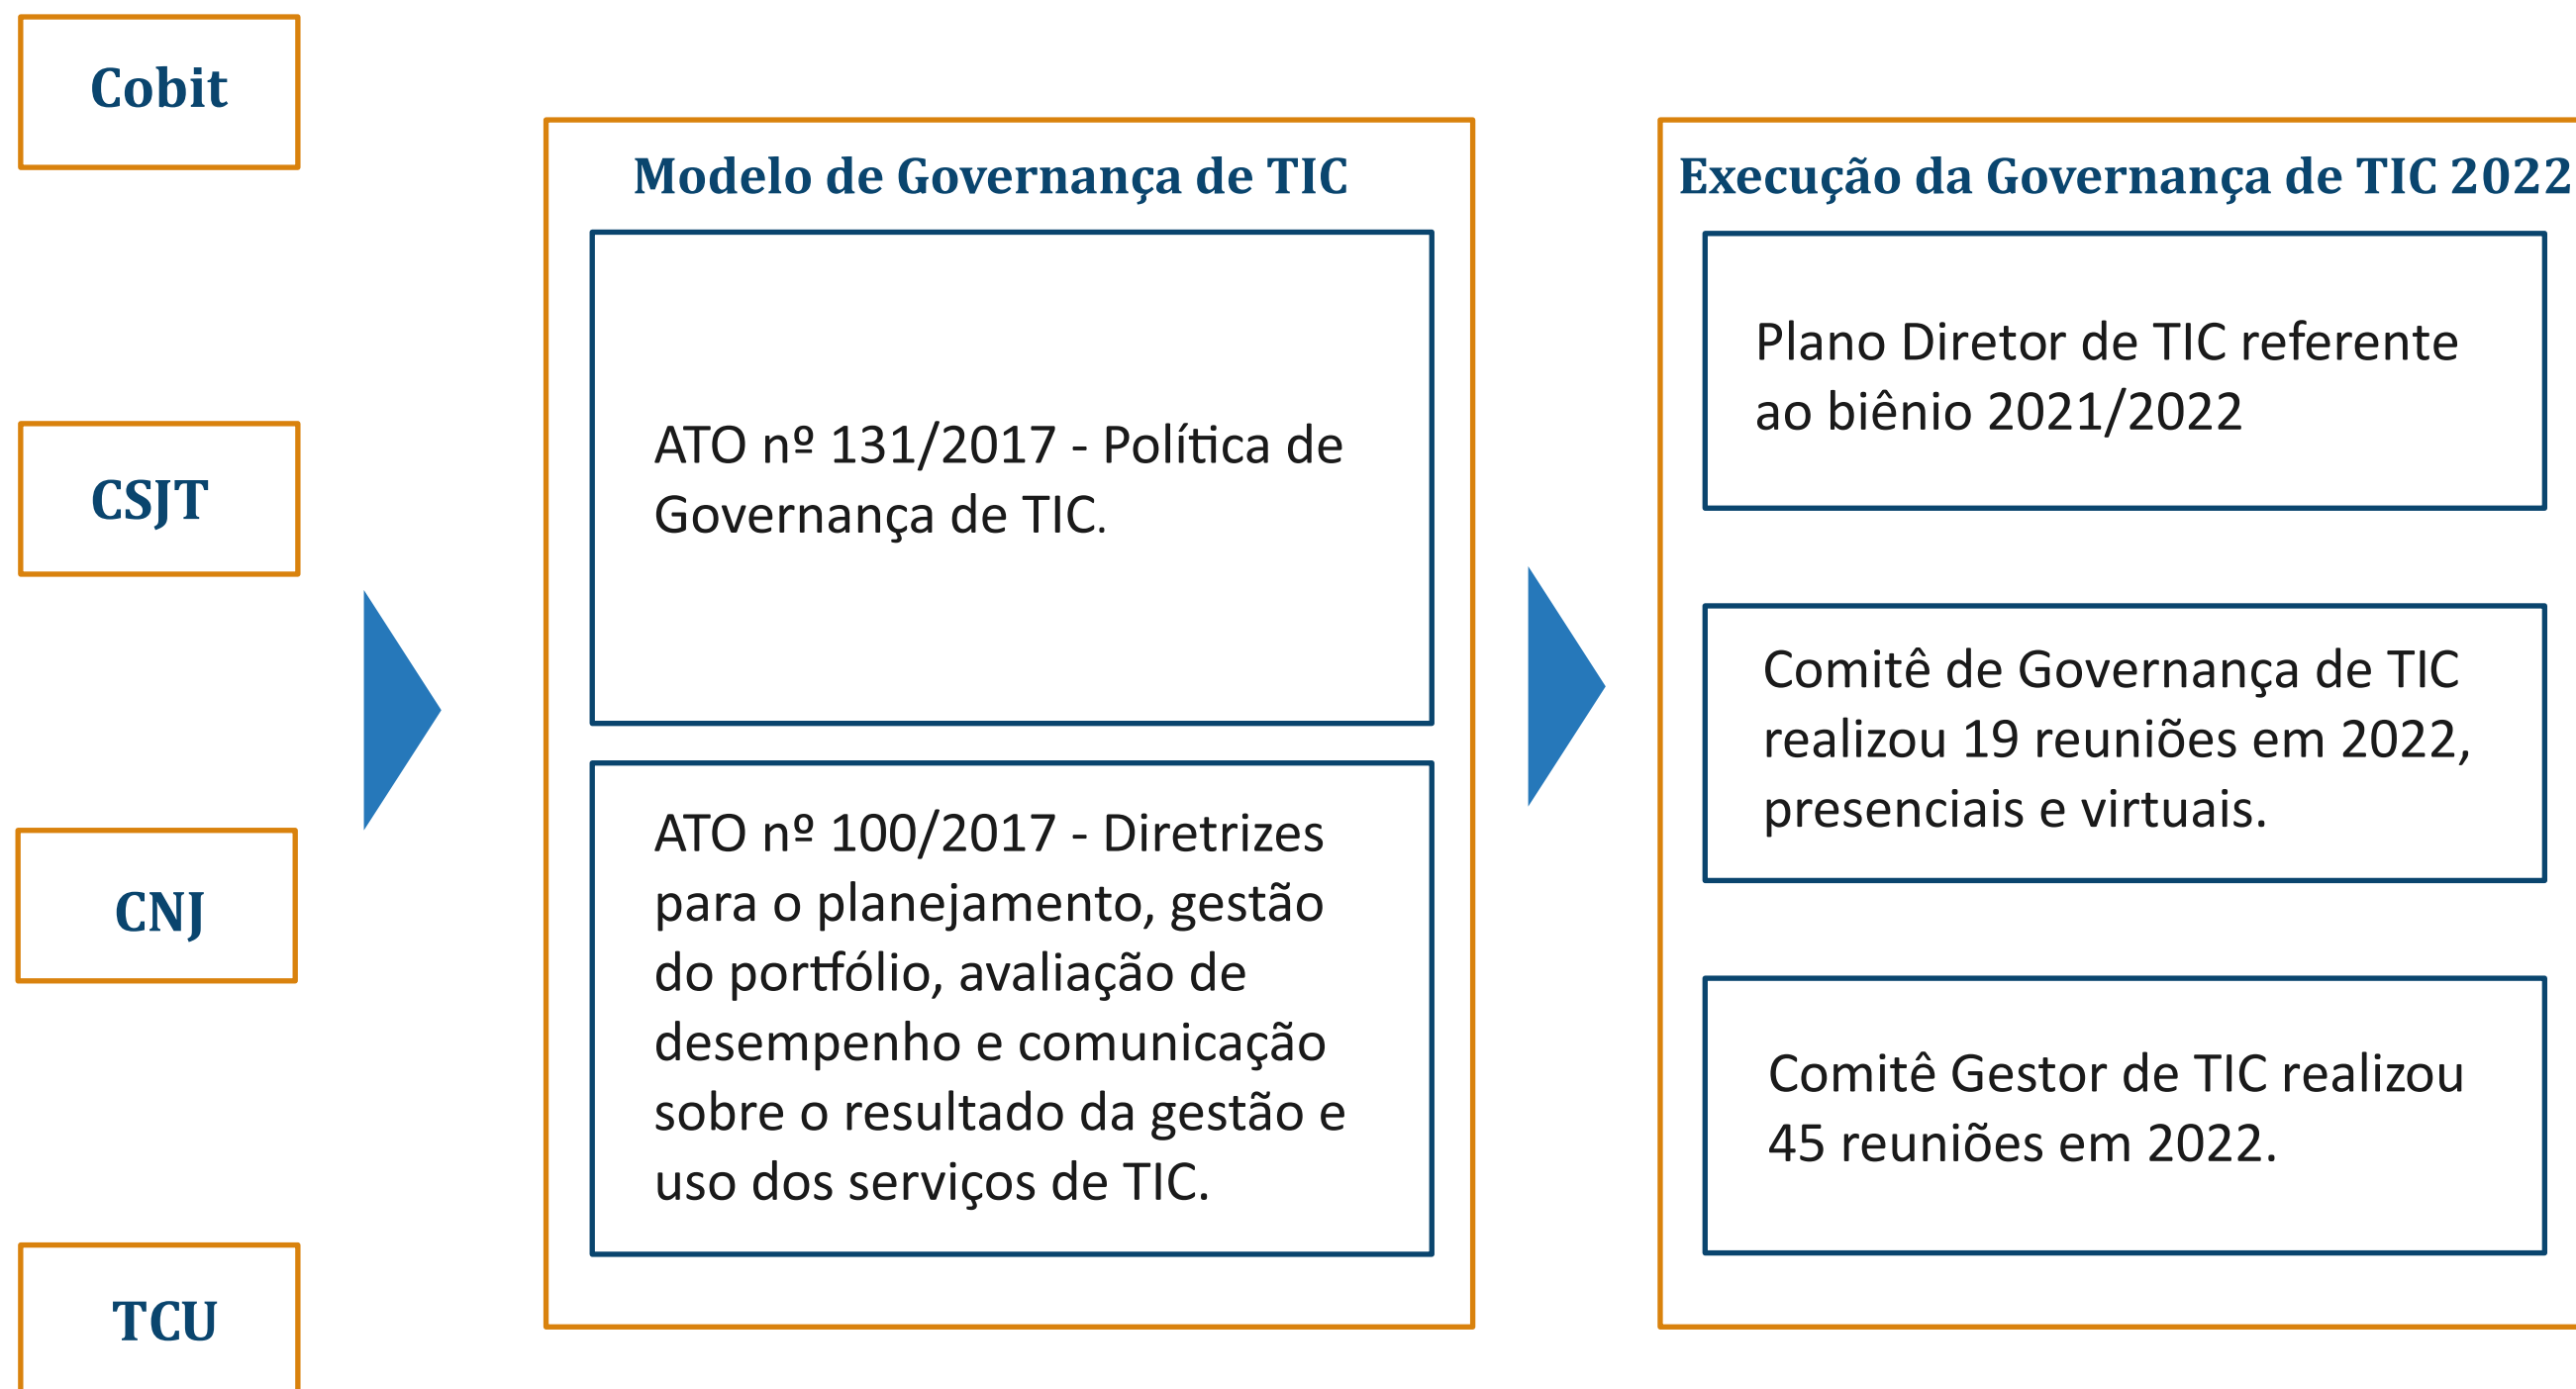 Cobit
CSJT
CNJ
TCU
Modelo de Governança de TIC
ATO nº 131/2017 - Política de
Governança de TIC.
ATO nº 100/2017 - Diretrizes
para o planejamento, gestão
do portfólio, avaliação de
desempenho e comunicação
sobre o resultado da gestão e
uso dos serviços de TIC.
Execução da Governança de TIC 2022
Plano Diretor de TIC referente
ao biênio 2021/2022
Comitê de Governança de TIC
realizou 19 reuniões em 2022,
presenciais e virtuais.
Comitê Gestor de TIC realizou
45 reuniões em 2022.